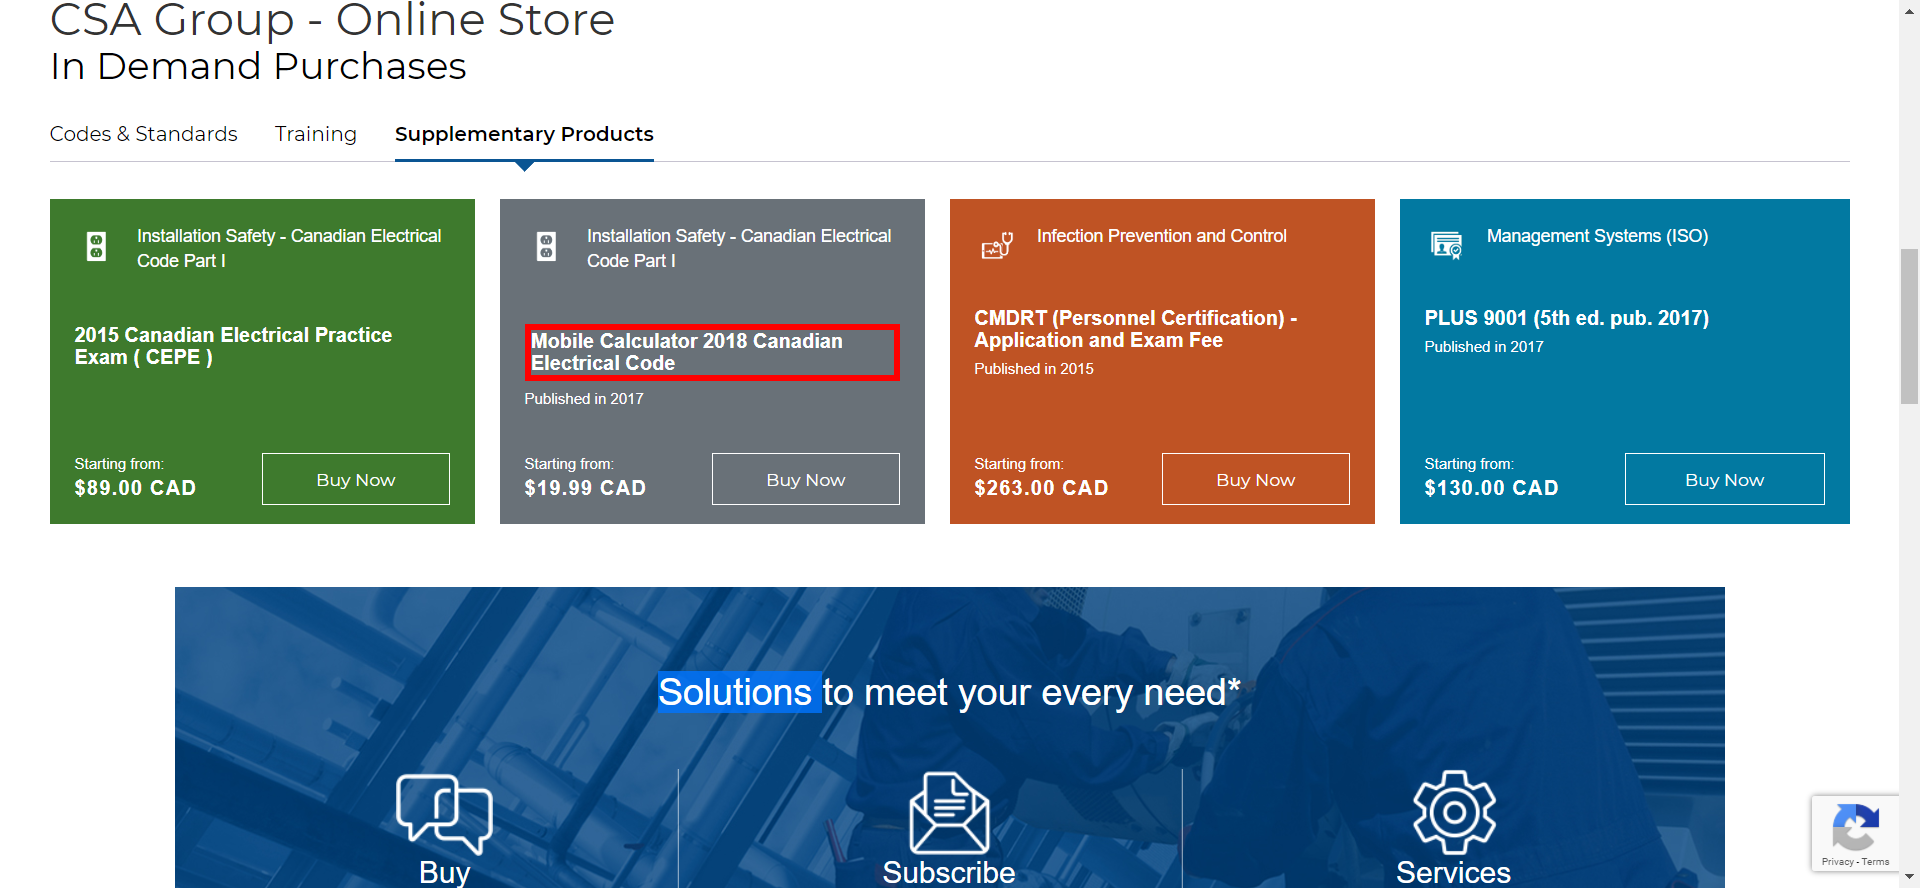 CSA Group - Online Store
In Demand Purchases
Codes & Standards
Training
Supplementary Products
Installation Safety - Canadian Electrical
Code Part I
2015 Canadian Electrical Practice
Exam ( CEPE )
Starting from:
$89.00 CAD
Buy Now
Installation Safety - Canadian Electrical
Code Part I
Mobile Calculator 2018 Canadian
Electrical Code
Published in 2017
Starting from:
$19.99 CAD
Buy Now
Infection Prevention and Control
CMDRT (Personnel Certification) -
Application and Exam Fee
Published in 2015
Starting from:
$263.00 CAD
Buy Now
Management Systems (ISO)
PLUS 9001 (5th ed. pub. 2017)
Published in 2017
Starting from:
$130.00 CAD
Buy Now
Solutions to meet your every need*
Buy
Subscribe
Services
Privacy - Terms